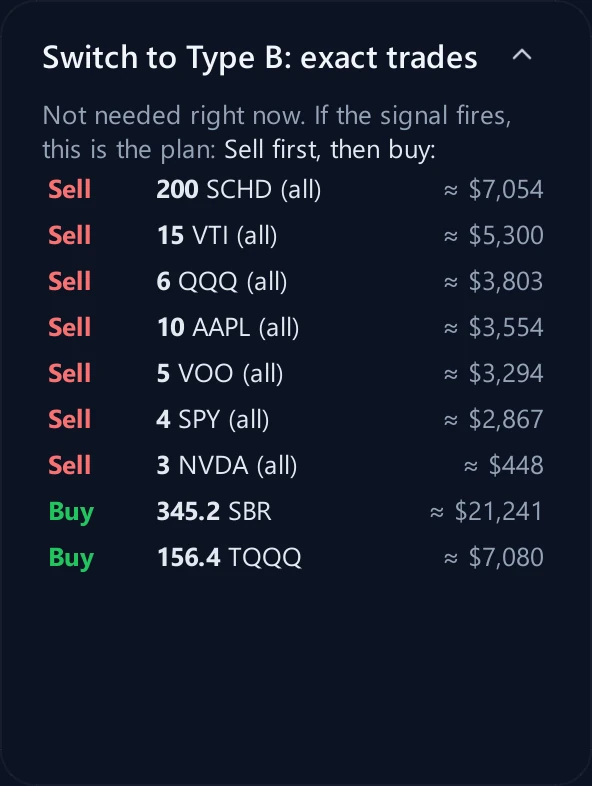 Switch to Type B: exact trades
Not needed right now. If the signal fires,
this is the plan: Sell first, then buy:
Sell 200 SCHD (all) ≈ $7,054
Sell 15 VTI (all) ≈ $5,300
Sell 6 QQQ (all) ≈ $3,803
Sell 10 AAPL (all) ≈ $3,554
Sell 5 VOO (all) ≈ $3,294
Sell 4 SPY (all) ≈ $2,867
Sell 3 NVDA (all) ≈ $448
Buy 345.2 SBR ≈ $21,241
Buy 156.4 TQQQ ≈ $7,080